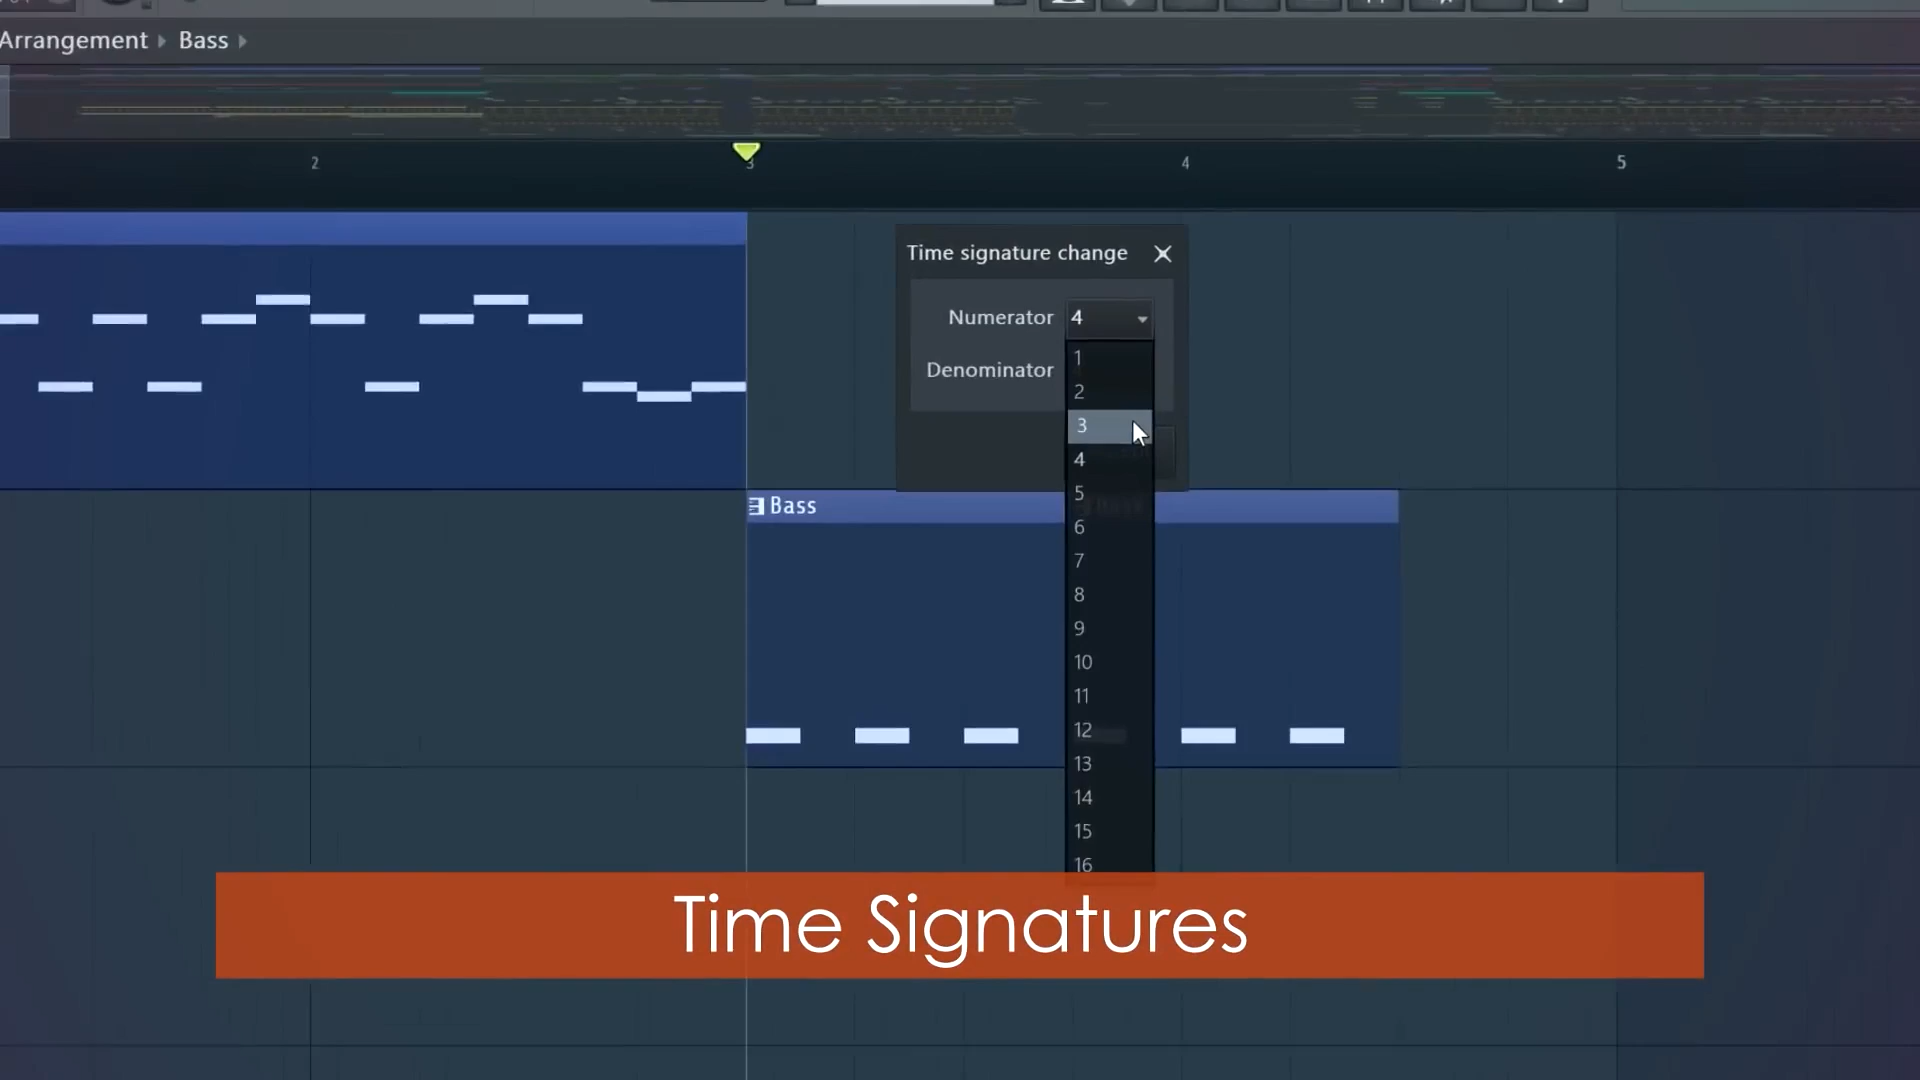 Arrangement Bass
2 3 4 5
Time signature change
Numerator 4
Denominator
1
2
3
4
5
6
7
8
9
10
11
12
13
14
15
16
Bass
Time Signatures